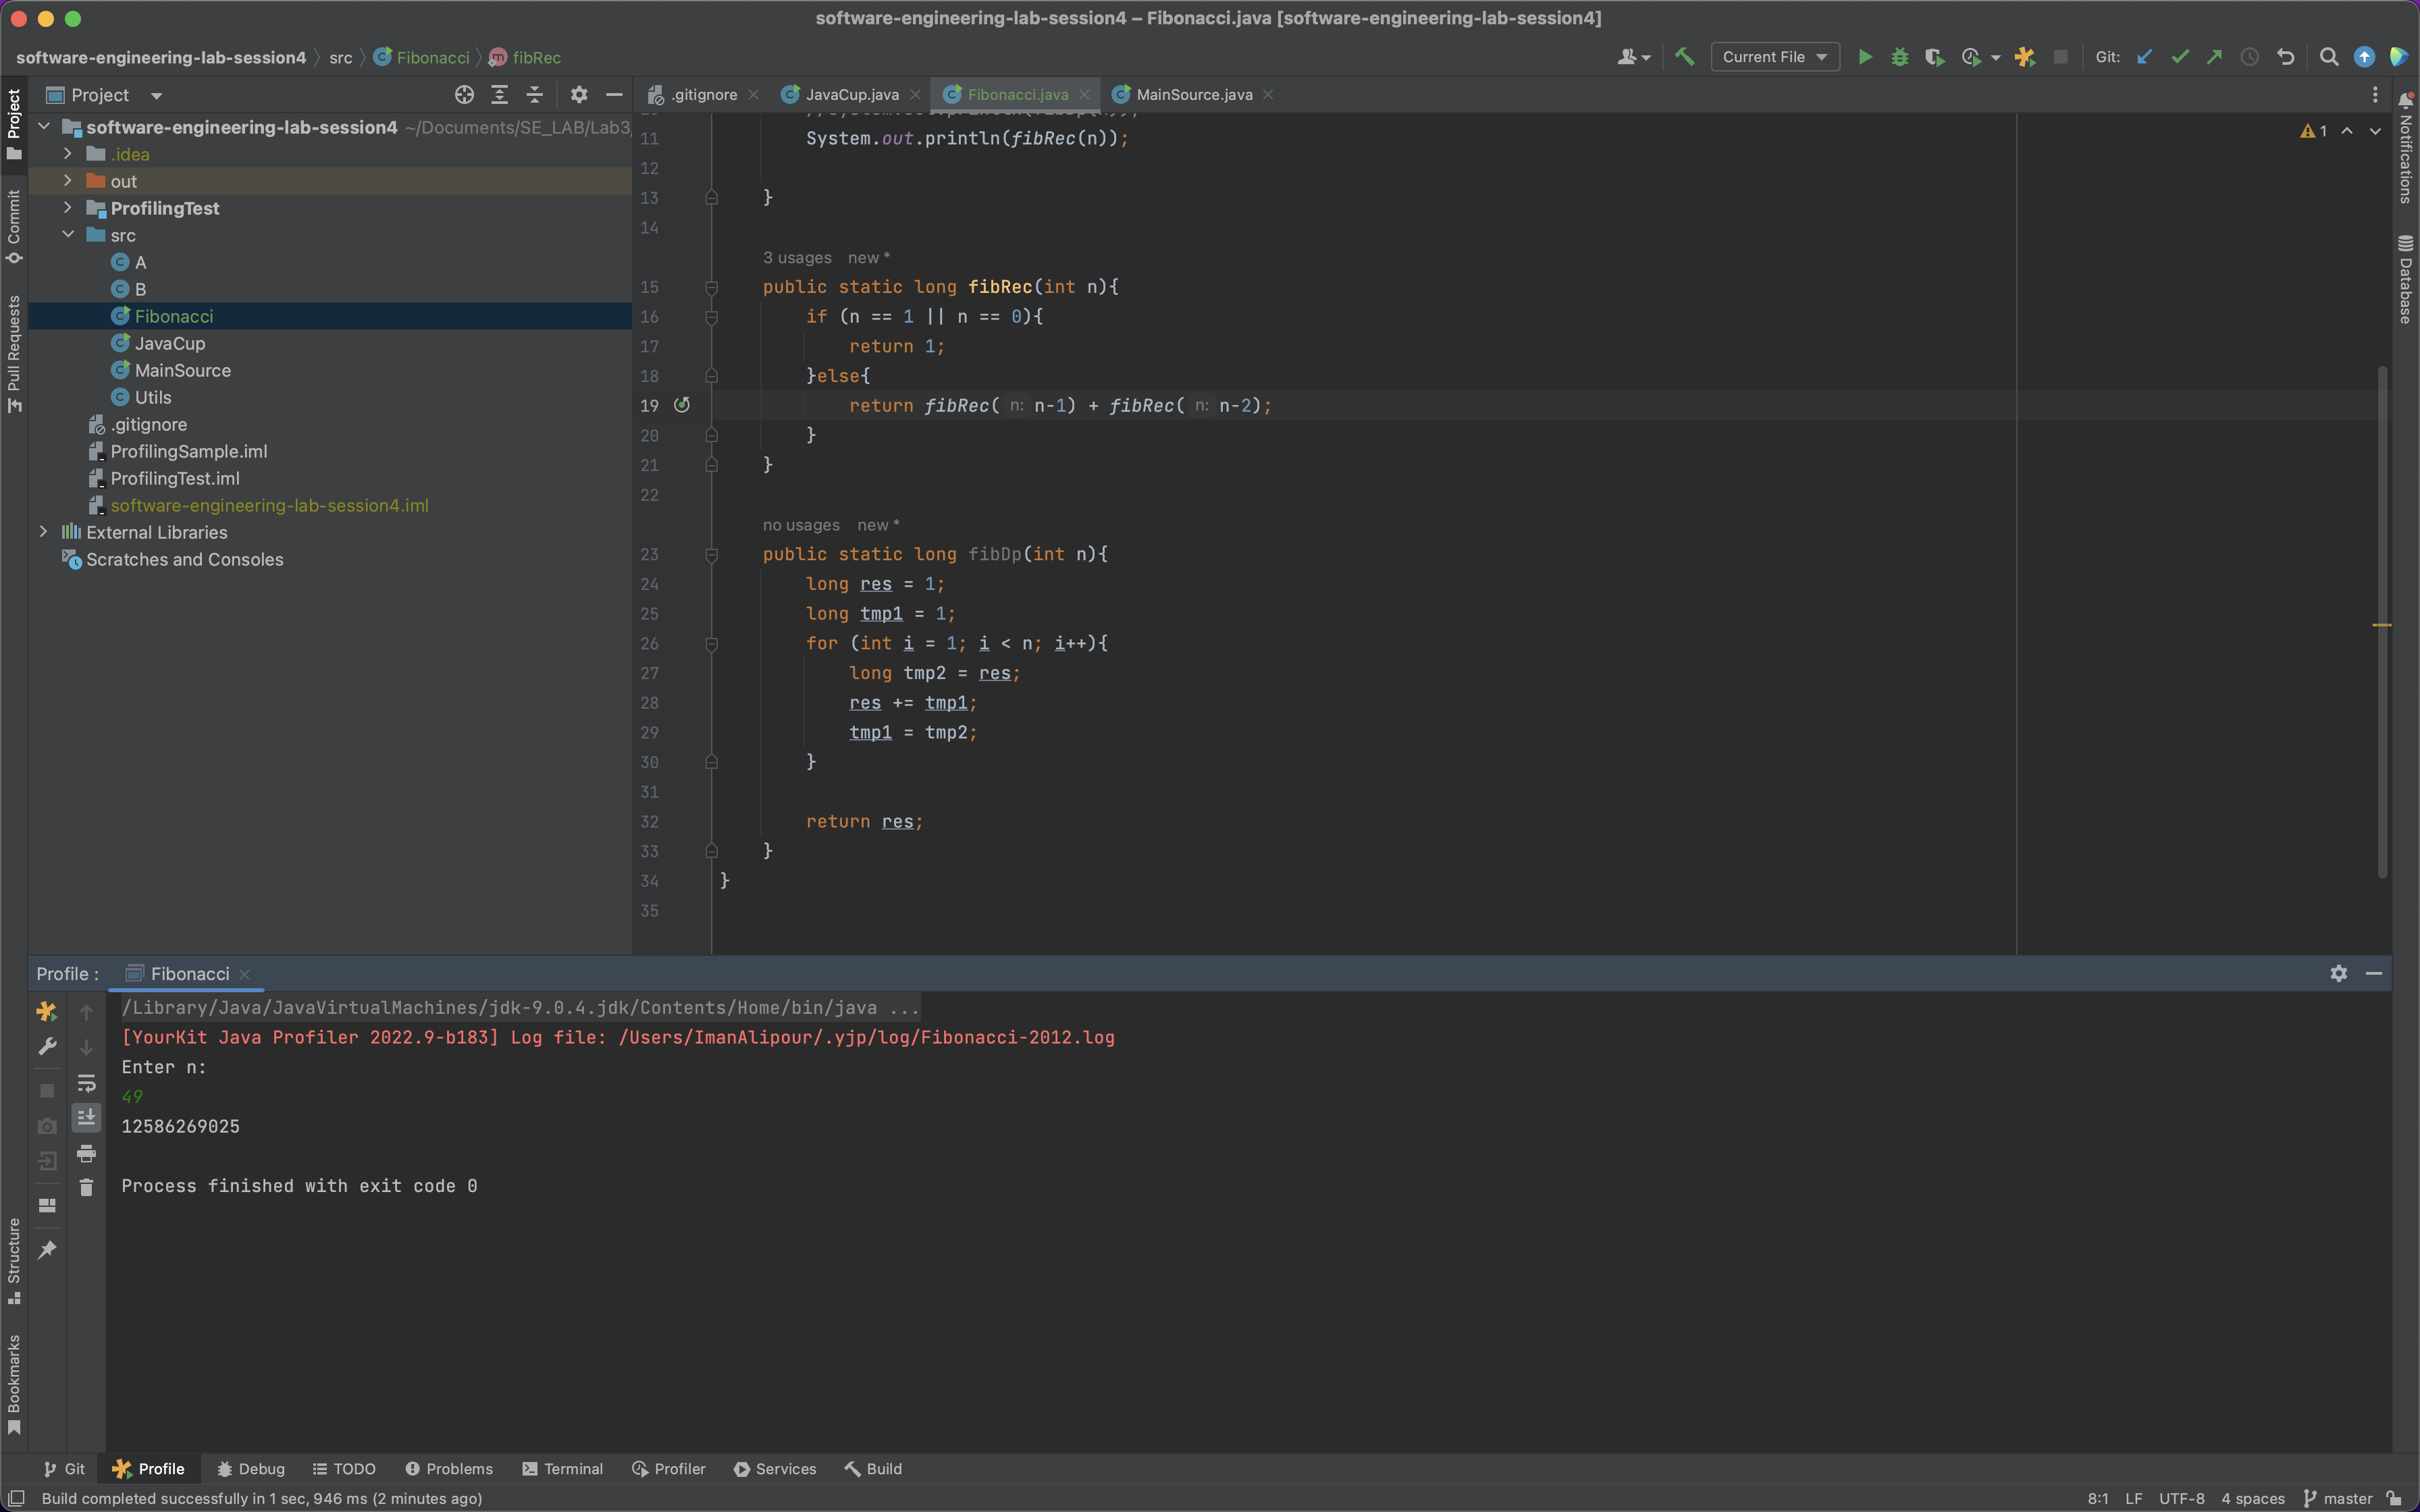 software-engineering-lab-session4 – Fibonacci.java [software-engineering-lab-session4]
software-engineering-lab-session4 src Fibonacci fibRec
Current File Git:
Project
.gitignore JavaCup.java Fibonacci.java MainSource.java
software-engineering-lab-session4 ~/Documents/SE_LAB/Lab3
.idea
out
ProfilingTest
src
A
B
Fibonacci
JavaCup
MainSource
Utils
.gitignore
ProfilingSample.iml
ProfilingTest.iml
software-engineering-lab-session4.iml
External Libraries
Scratches and Consoles
Project
Commit
Pull Requests
Structure
Bookmarks
1
Notifications
Database
11 System.out.println(fibRec(n));
12
13 }
14
3 usages new *
15 public static long fibRec(int n){
16 if (n == 1 || n == 0){
17 return 1;
18 }else{
19 return fibRec( n: n-1) + fibRec( n: n-2);
20 }
21 }
22
no usages new *
23 public static long fibDp(int n){
24 long res = 1;
25 long tmp1 = 1;
26 for (int i = 1; i < n; i++){
27 long tmp2 = res;
28 res += tmp1;
29 tmp1 = tmp2;
30 }
31
32 return res;
33 }
34 }
35
Profile : Fibonacci
/Library/Java/JavaVirtualMachines/jdk-9.0.4.jdk/Contents/Home/bin/java ...
[YourKit Java Profiler 2022.9-b183] Log file: /Users/ImanAlipour/.yjp/log/Fibonacci-2012.log
Enter n:
49
12586269025
Process finished with exit code 0
Git Profile Debug TODO Problems Terminal Profiler Services Build
Build completed successfully in 1 sec, 946 ms (2 minutes ago)
8:1 LF UTF-8 4 spaces master